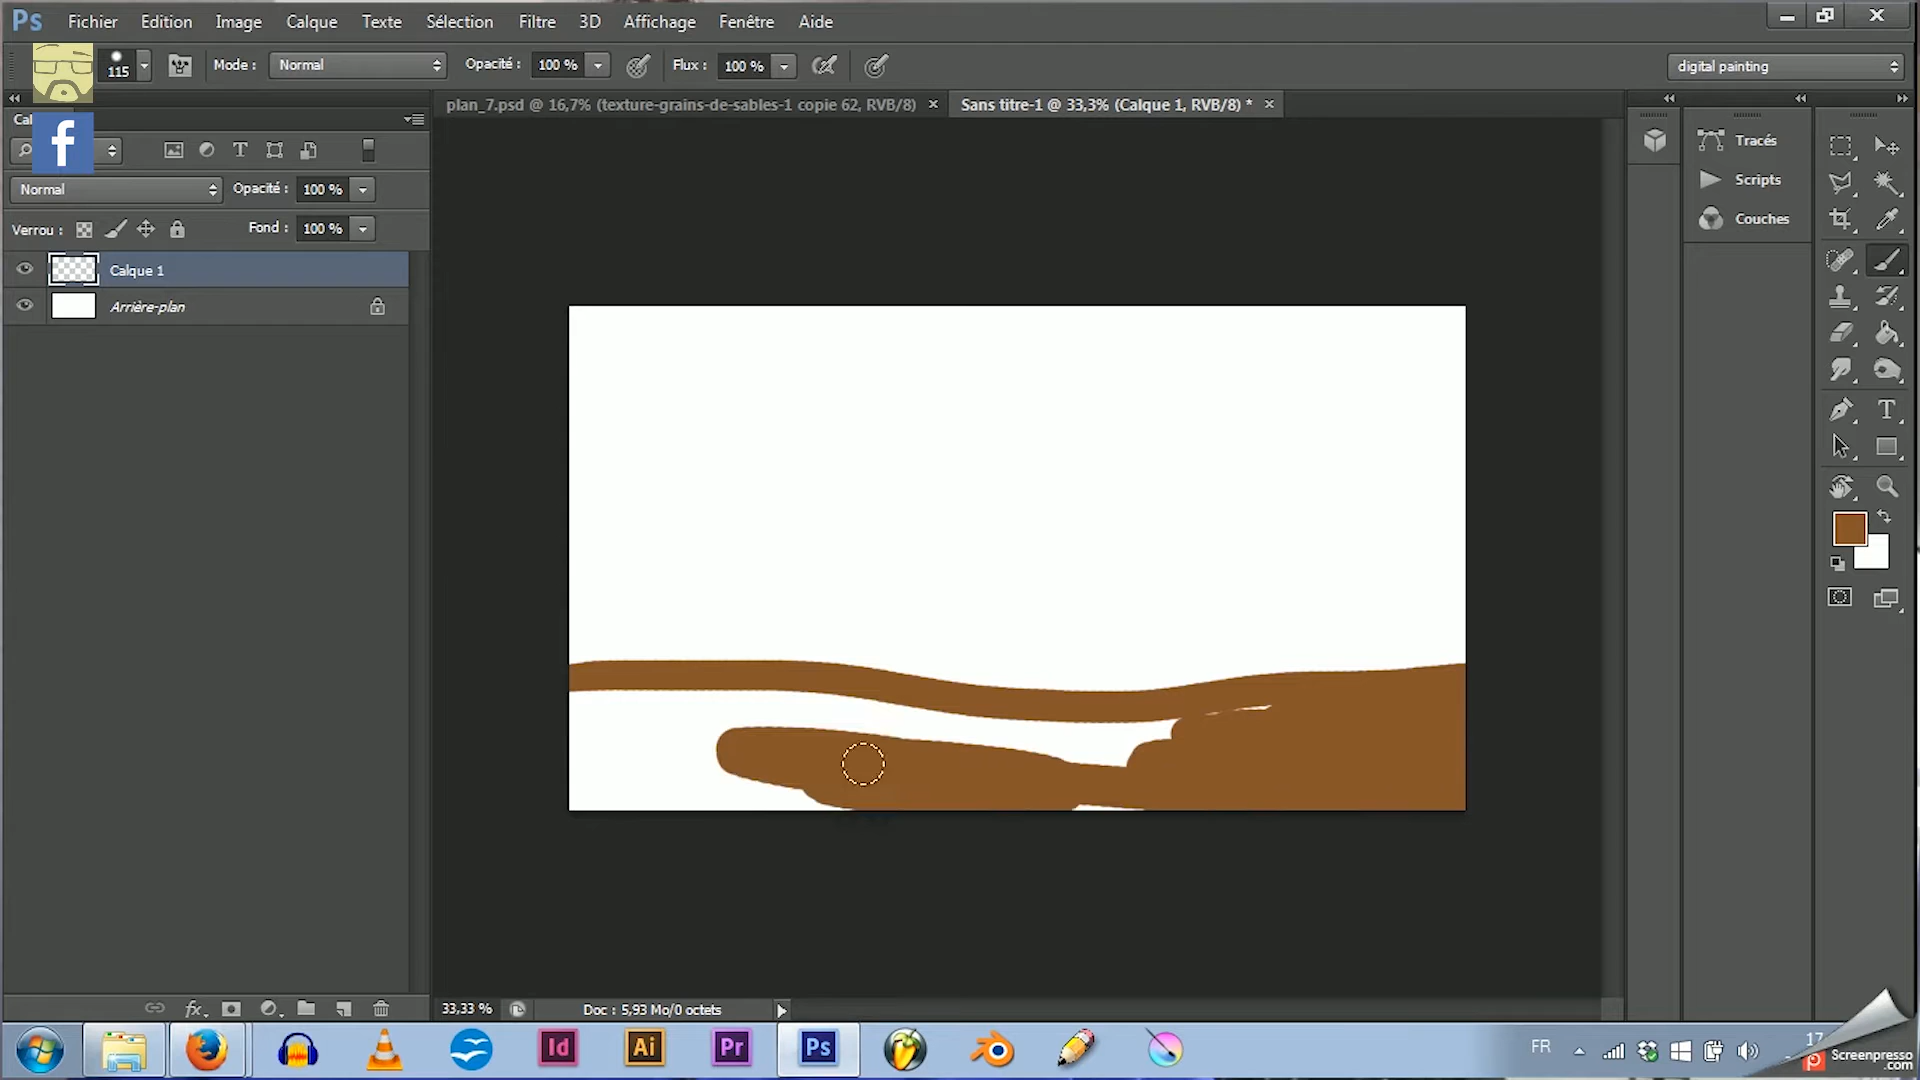 Ps Fichier Edition Image Calque Texte Sélection Filtre 3D Affichage Fenêtre Aide
115 Mode : Normal Opacité : 100 % Flux : 100 % digital painting
plan_7.psd @ 16,7% (texture-grains-de-sables-1 copie 62, RVB/8) × Sans titre-1 @ 33,3% (Calque 1, RVB/8) * ×
f
Normal Opacité : 100 %
Verrou : Fond : 100 %
Calque 1
Arrière-plan
Tracés
Scripts
Couches
T
T
fx
33,33 % Doc : 5,93 Mo/0 octets
Id Ai Pr Ps
FR 17
Screenpresso
.com